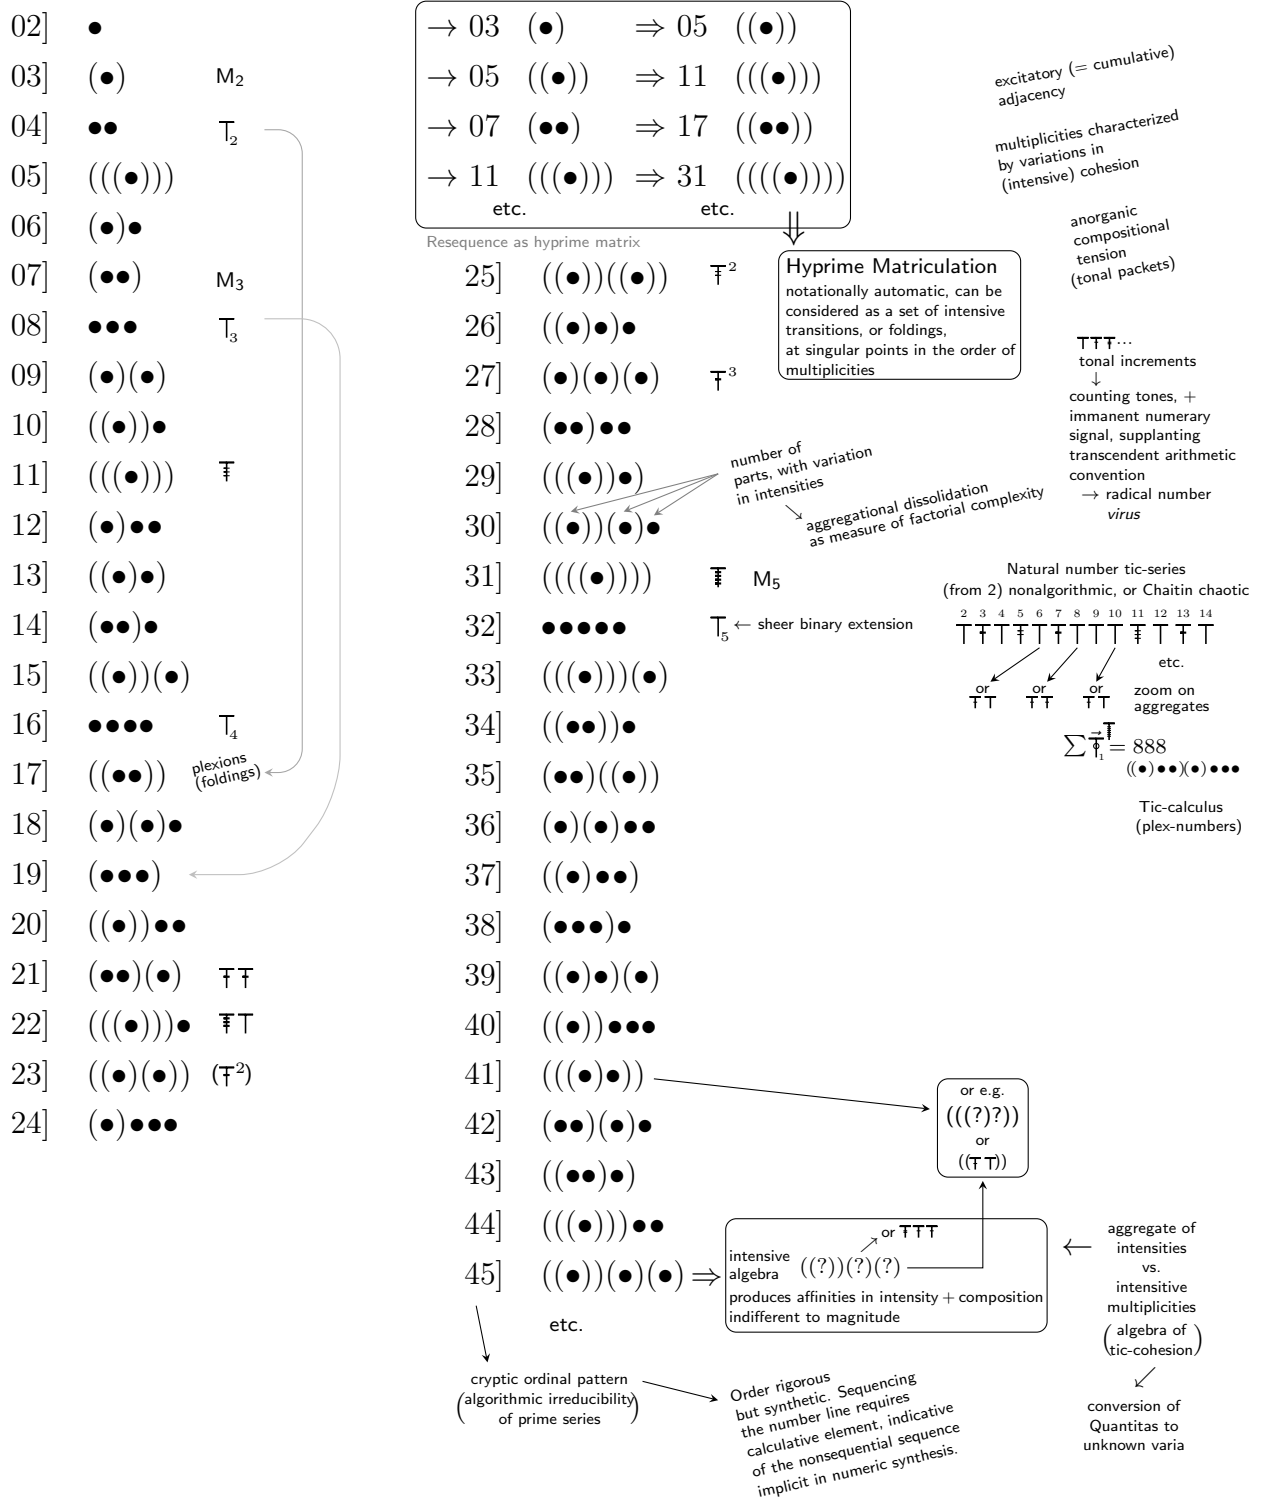 02] •
03] (•) M₂
04] •• T₂
05] (((•)))
06] (•)•
07] (••) M₃
08] ••• T₃
09] (•)(•)
10] ((•))•
11] (((•)))
12] (•)••
13] ((•)•)
14] (••)•
15] ((•))(•)
16] •••• T₄
17] ((••))
plexions
(foldings)
18] (•)(•)•
19] (•••)
20] ((•))••
21] (••)(•) ŦŦ
22] (((•)))• ŦT
23] ((•)(•)) (Ŧ²)
24] (•)•••
→ 03 (•) ⇒ 05 ((•))
→ 05 ((•)) ⇒ 11 (((•)))
→ 07 (••) ⇒ 17 ((••))
→ 11 (((•))) ⇒ 31 ((((•))))
etc. etc.
Resequence as hyprime matrix
Hyprime Matriculation
notationally automatic, can be
considered as a set of intensive
transitions, or foldings,
at singular points in the order of
multiplicities
25] ((•))((•)) Ŧ²
26] ((•)•)•
27] (•)(•)(•) Ŧ³
28] (••)••
29] (((•))•)
30] ((•))(•)•
number of
parts, with variation
in intensities
aggregational dissolidation
as measure of factorial complexity
31] ((((•)))) Ŧ M₅
32] ••••• T₅ ← sheer binary extension
33] (((•)))(•)
34] ((••))•
35] (••)((•))
36] (•)(•)••
37] ((•)••)
38] (•••)•
39] ((•)•)(•)
40] ((•))•••
41] (((•)•))
42] (••)(•)•
43] ((••)•)
44] (((•)))••
45] ((•))(•)(•) ⇒
etc.
cryptic ordinal pattern
(algorithmic irreducibility
of prime series)
Order rigorous
but synthetic. Sequencing
the number line requires
calculative element, indicative
of the nonsequential sequence
implicit in numeric synthesis.
or e.g.
(((?)?))
or
((ŦT))
or ŦŦŦ
intensive
algebra ((?))(?)(?)
produces affinities in intensity + composition
indifferent to magnitude
excitatory (= cumulative)
adjacency
multiplicities characterized
by variations in
(intensive) cohesion
anorganic
compositional
tension
(tonal packets)
TŦŦ...
tonal increments
↓
counting tones, +
immanent numerary
signal, supplanting
transcendent arithmetic
convention
→ radical number
virus
Natural number tic-series
(from 2) nonalgorithmic, or Chaitin chaotic
2 3 4 5 6 7 8 9 10 11 12 13 14
T Ŧ T Ŧ T Ŧ T T T Ŧ T Ŧ T
etc.
or or or
ŦT ŦŦ ŦT
zoom on
aggregates
∑ Ŧ₁ = 888
((•)••)(•)•••
Tic-calculus
(plex-numbers)
←
aggregate of
intensities
vs.
intensitive
multiplicities
(algebra of
tic-cohesion)
conversion of
Quantitas to
unknown varia